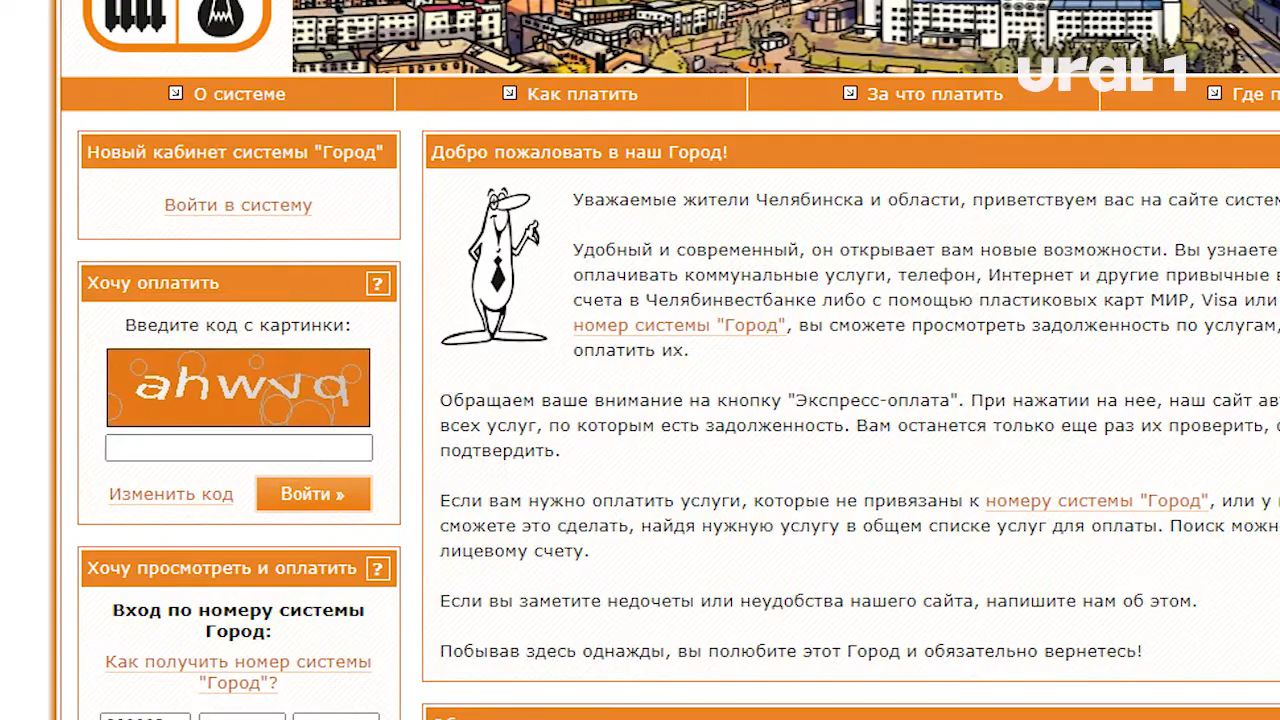 ural 1
О системе
Как платить
За что платить
Где
Новый кабинет системы "Город"
Войти в систему
Хочу оплатить
?
Введите код с картинки:
ahwvq
Изменить код
Войти »
Хочу просмотреть и оплатить
?
Вход по номеру системы
Город:
Как получить номер системы
"Город"?
Добро пожаловать в наш Город!
Уважаемые жители Челябинска и области, приветствуем вас на сайте
Удобный и современный, он открывает вам новые возможности. Вы узнаете
оплачивать коммунальные услуги, телефон, Интернет и другие привычные
счета в Челябинвестбанке либо с помощью пластиковых карт МИР, Visa или
номер системы "Город", вы сможете просмотреть задолженность по услугам,
оплатить их.
Обращаем ваше внимание на кнопку "Экспресс-оплата". При нажатии на нее, наш сайт
всех услуг, по которым есть задолженность. Вам останется только еще раз их проверить,
подтвердить.
Если вам нужно оплатить услуги, которые не привязаны к номеру системы "Город", или у
сможете это сделать, найдя нужную услугу в общем списке услуг для оплаты. Поиск
лицевому счету.
Если вы заметите недочеты или неудобства нашего сайта, напишите нам об этом.
Побывав здесь однажды, вы полюбите этот Город и обязательно вернетесь!